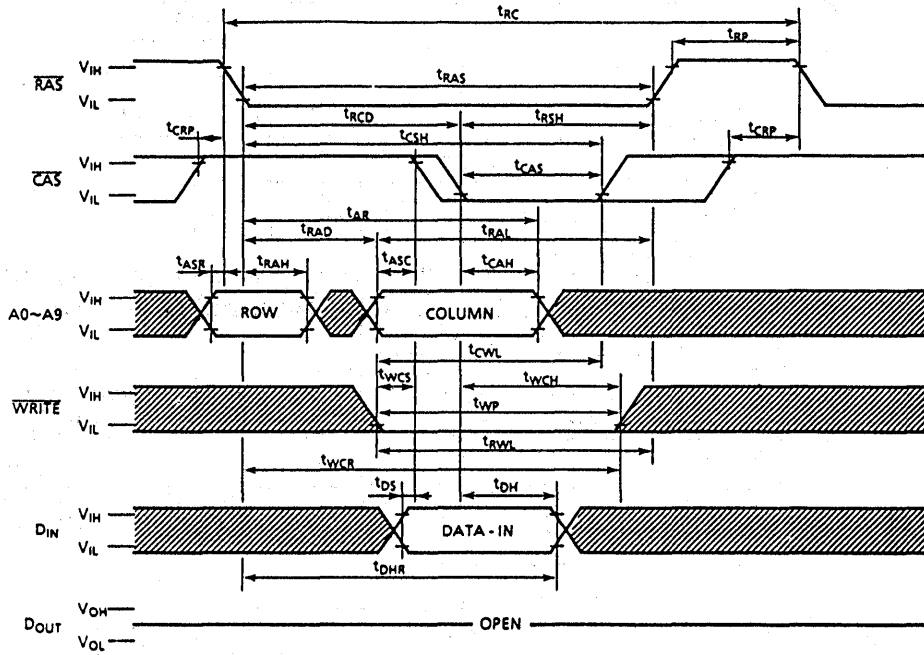 tRC
tRP
RAS VIH
VIL
tRAS
tRCD tRSH
tCRP tCSH tCRP
CAS VIH
VIL
tCAS
tAR
tRAD tRAL
tASR tRAH tASC tCAH
A0~A9 VIH
VIL
ROW COLUMN
tCWL
tWCS tWCH
WRITE VIH
VIL
tWP
tRWL
tWCR
tDS tDH
DIN VIH
VIL
DATA-IN
tDHR
DOUT VOH
VOL
OPEN